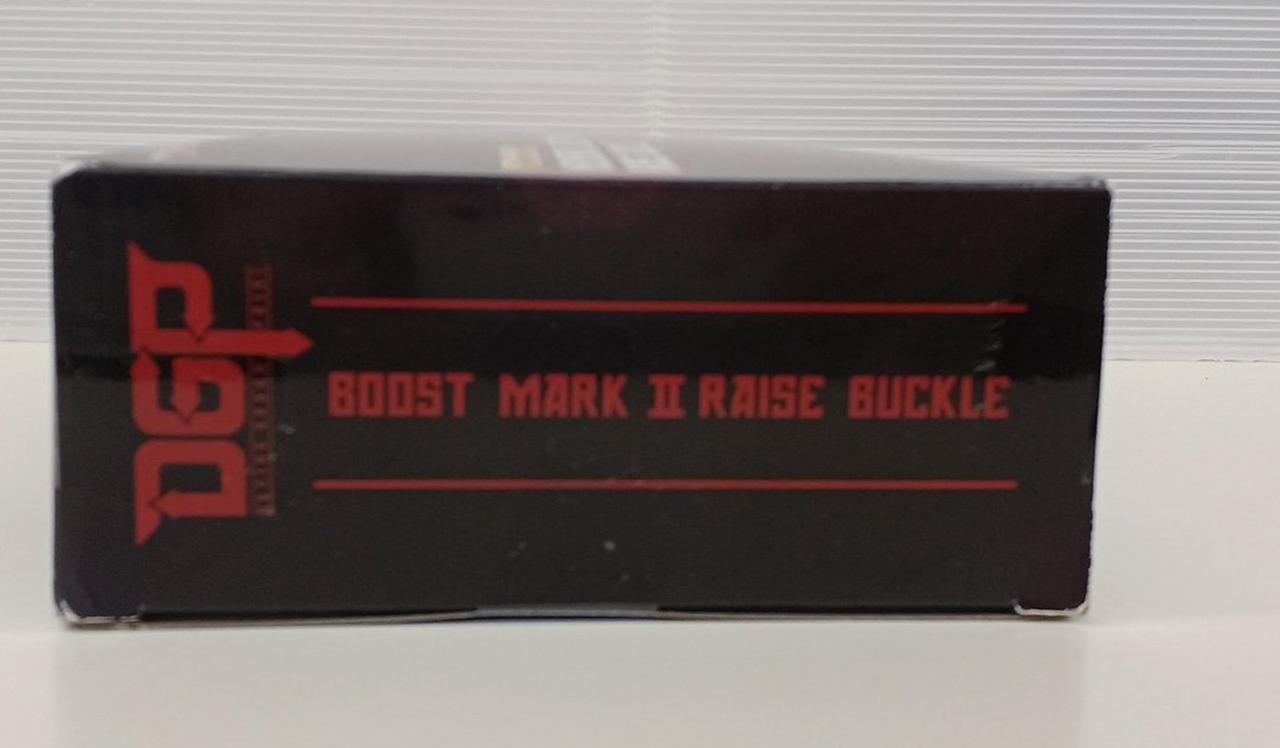 DGP
BOOST MARK II RAISE BUCKLE